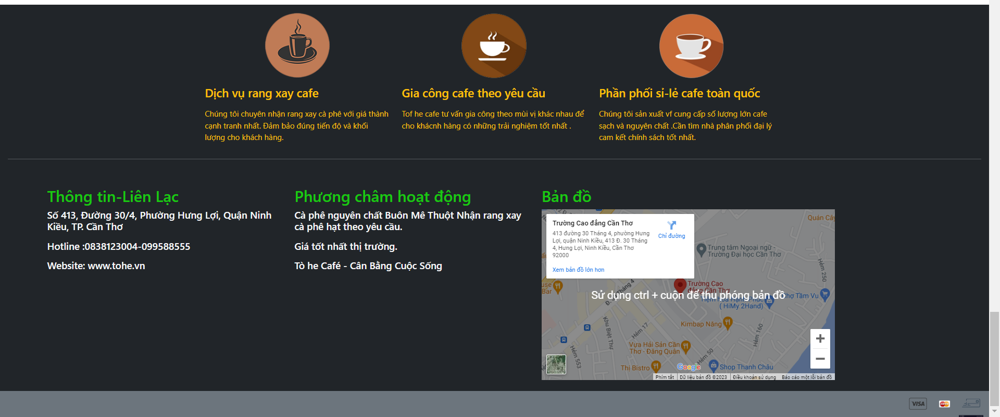 Dịch vụ rang xay cafe
Chúng tôi chuyên nhận rang xay cà phê với giá thành
cạnh tranh nhất. Đảm bảo đúng tiến độ và khối
lượng cho khách hàng.
Gia công cafe theo yêu cầu
Tof he cafe tư vấn gia công theo mùi vị khác nhau để
cho khácnh hàng có những trải nghiệm tốt nhất .
Phần phối sỉ-lẻ cafe toàn quốc
Chúng tôi sản xuất vf cung cấp số lượng lớn cafe
sạch và nguyên chất .Cần tìm nhà phân phối đại lý
cam kết chính sách tốt nhất.
Thông tin-Liên Lạc
Số 413, Đường 30/4, Phường Hưng Lợi, Quận Ninh
Kiều, TP. Cần Thơ
Hotline :0838123004-099588555
Website: www.tohe.vn
Phương châm hoạt động
Cà phê nguyên chất Buôn Mê Thuột Nhận rang xay
cà phê hạt theo yêu cầu.
Giá tốt nhất thị trường.
Tò he Café - Cân Bằng Cuộc Sống
Bản đồ
Trường Cao đẳng Cần Thơ
413 đường 30 Tháng 4, phường Hưng
Lợi, quận Ninh Kiều, 413 Đ. 30 Tháng
4, Hưng Lợi, Ninh Kiều, Cần Thơ
92000
Chỉ đường
Xem bản đồ lớn hơn
Quán Cây
Trung tâm Ngoại ngữ -
Trường Đại học Cần Thơ
Hẻm 250
use
Bar
Tháng 4
Trường Cao
đẳng Cần Thơ
Sử dụng ctrl + cuộn để thu phóng bản đồ
Chợ Tầm Vu
( HiMy 2Hand)
Kimbap Nắng
Khu Biệt Thự
Hẻm 17
Hẻm 160
Vựa Hải Sản Cần
Thơ - Đăng Quân
Hẻm 553
Hẻm 50
Thị Bistro
Google
Shop Thanh Châu
Phím tắt
Dữ liệu bản đồ ©2023
Điều khoản sử dụng
Báo cáo một lỗi bản đồ
VISA